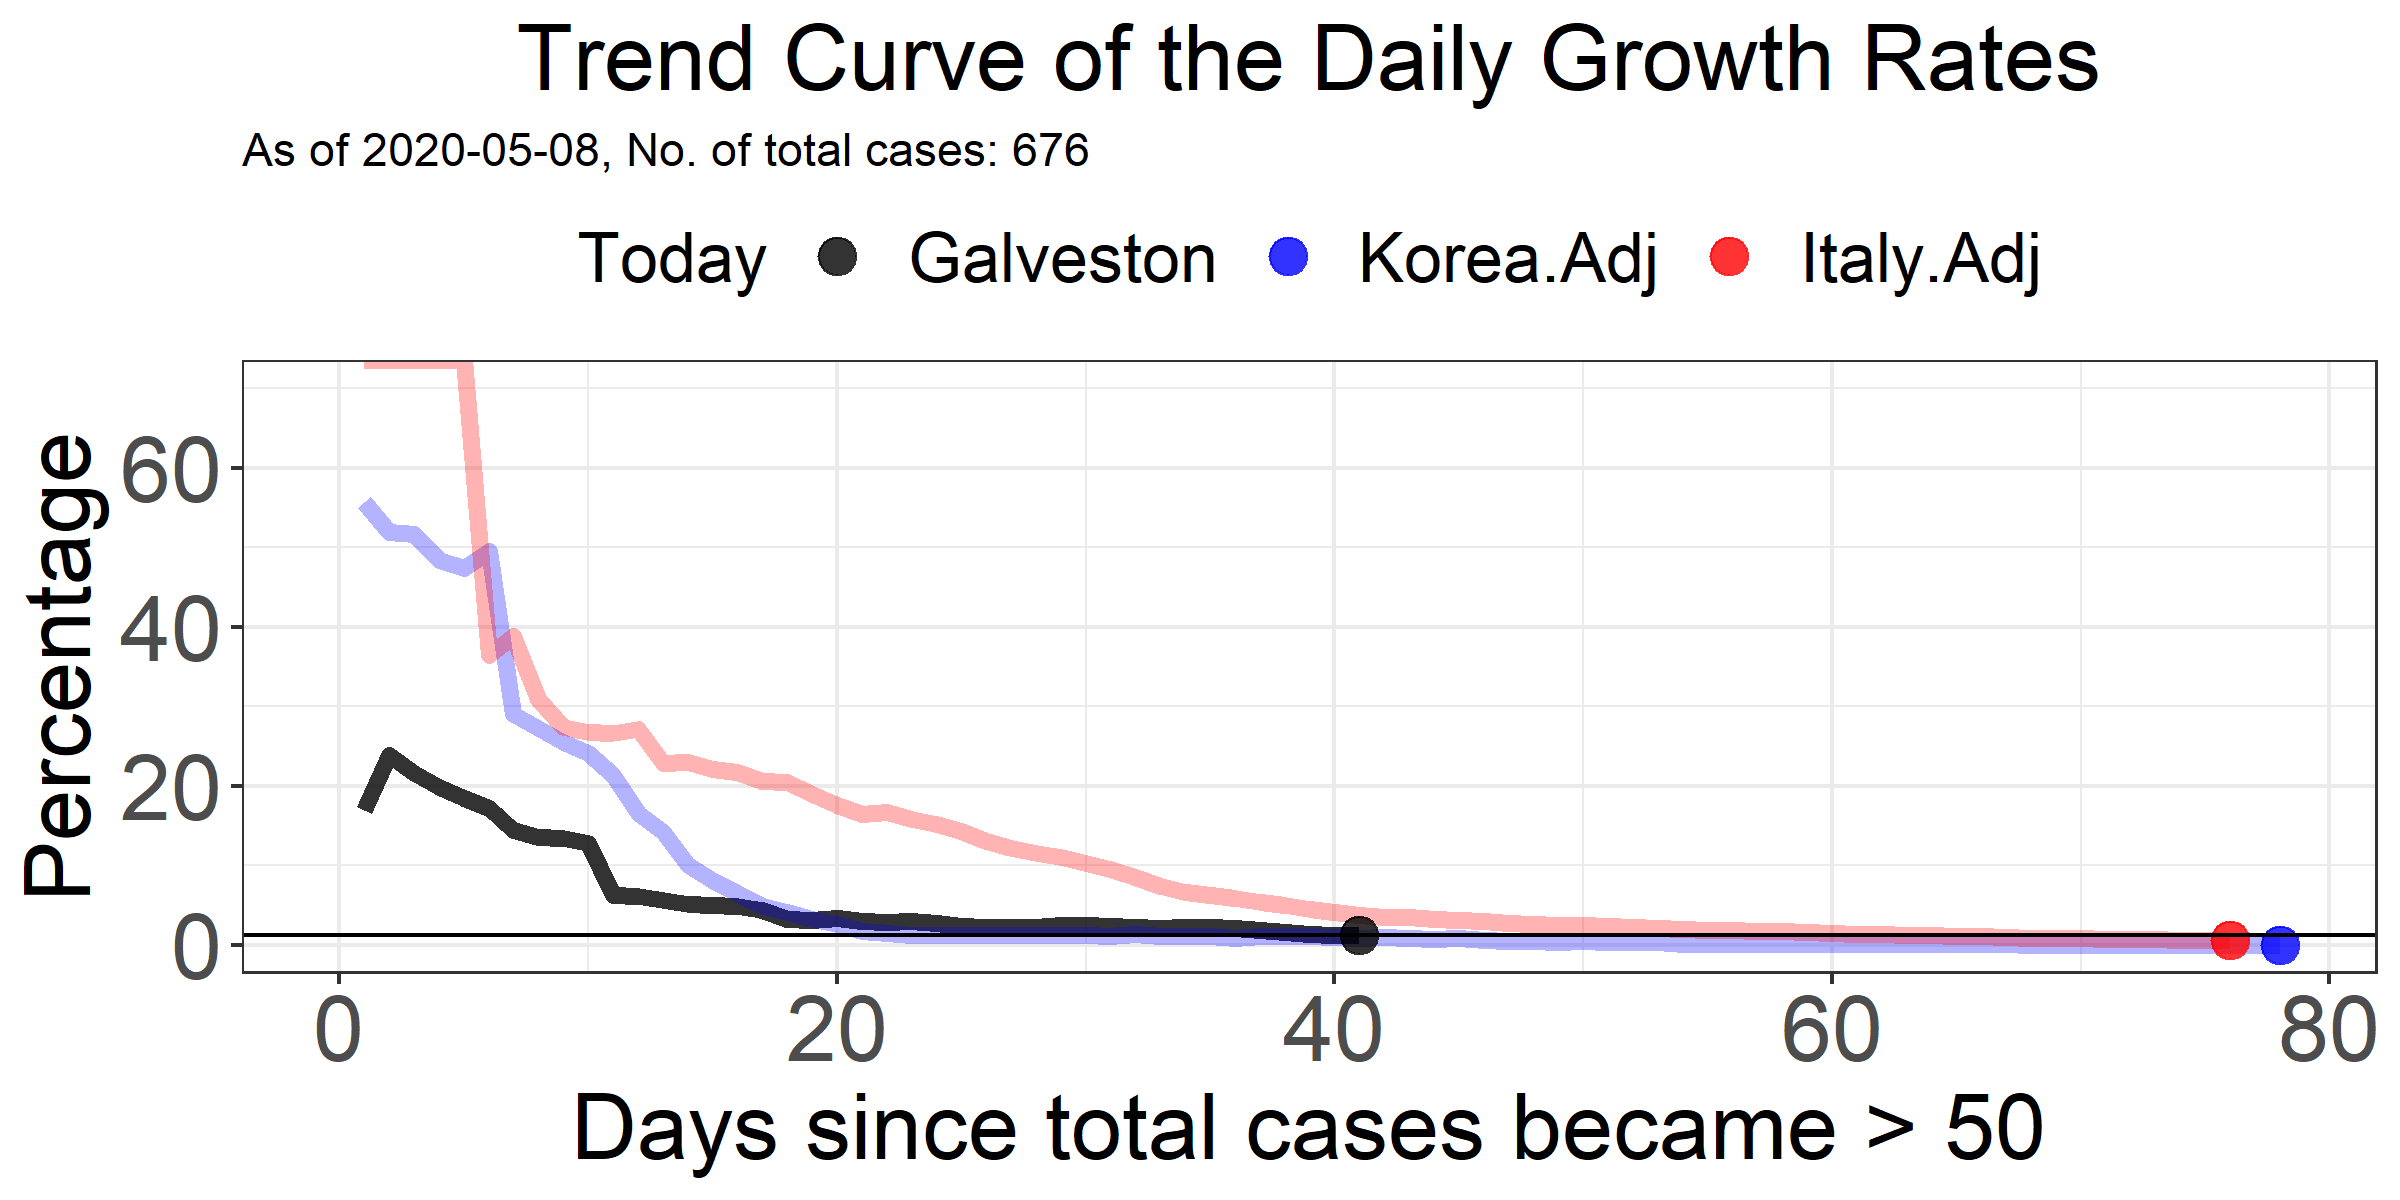 Trend Curve of the Daily Growth Rates
As of 2020-05-08, No. of total cases: 676
Today Galveston Korea.Adj Italy.Adj
Percentage
60
40
20
0
0 20 40 60 80
Days since total cases became > 50